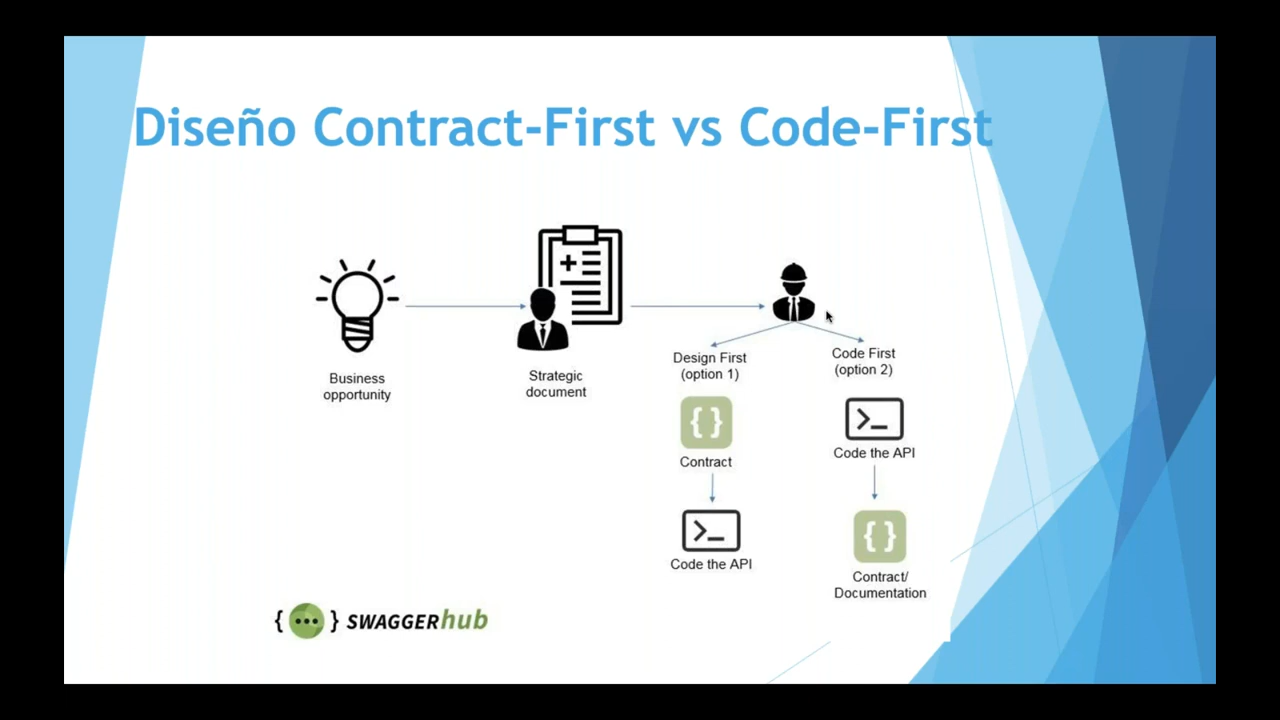 Diseño Contract-First vs Code-First
Business
opportunity
Strategic
document
Design First
(option 1)
Contract
Code the API
Code First
(option 2)
Code the API
Contract/
Documentation
{...} SWAGGERhub